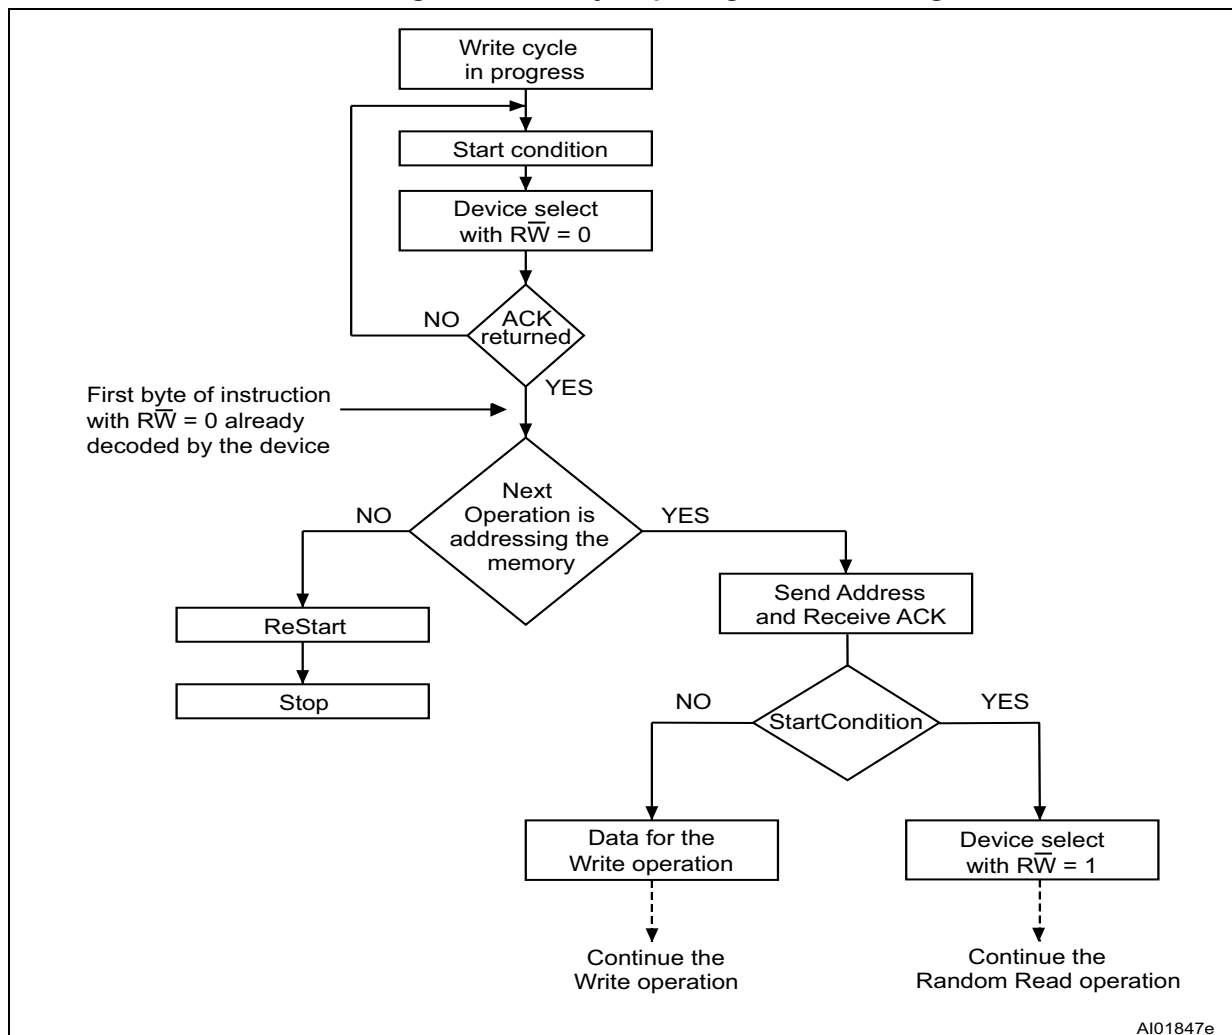 Write cycle
in progress
Start condition
Device select
with RW̅ = 0
ACK
returned
NO
YES
First byte of instruction
with RW̅ = 0 already
decoded by the device
Next
Operation is
addressing the
memory
NO
YES
ReStart
Stop
Send Address
and Receive ACK
StartCondition
NO
YES
Data for the
Write operation
Device select
with RW̅ = 1
Continue the
Write operation
Continue the
Random Read operation
AI01847e